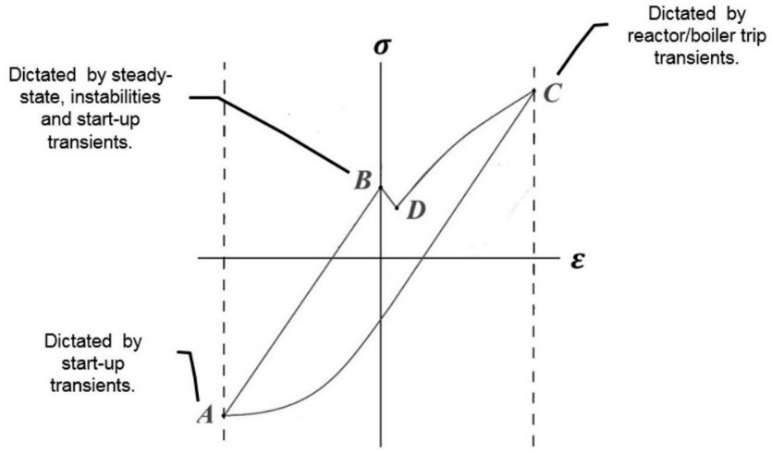 Dictated by
reactor/boiler trip
transients.
σ
Dictated by steady-
state, instabilities
and start-up
transients.
C
B
D
ε
Dictated by
start-up
transients.
A